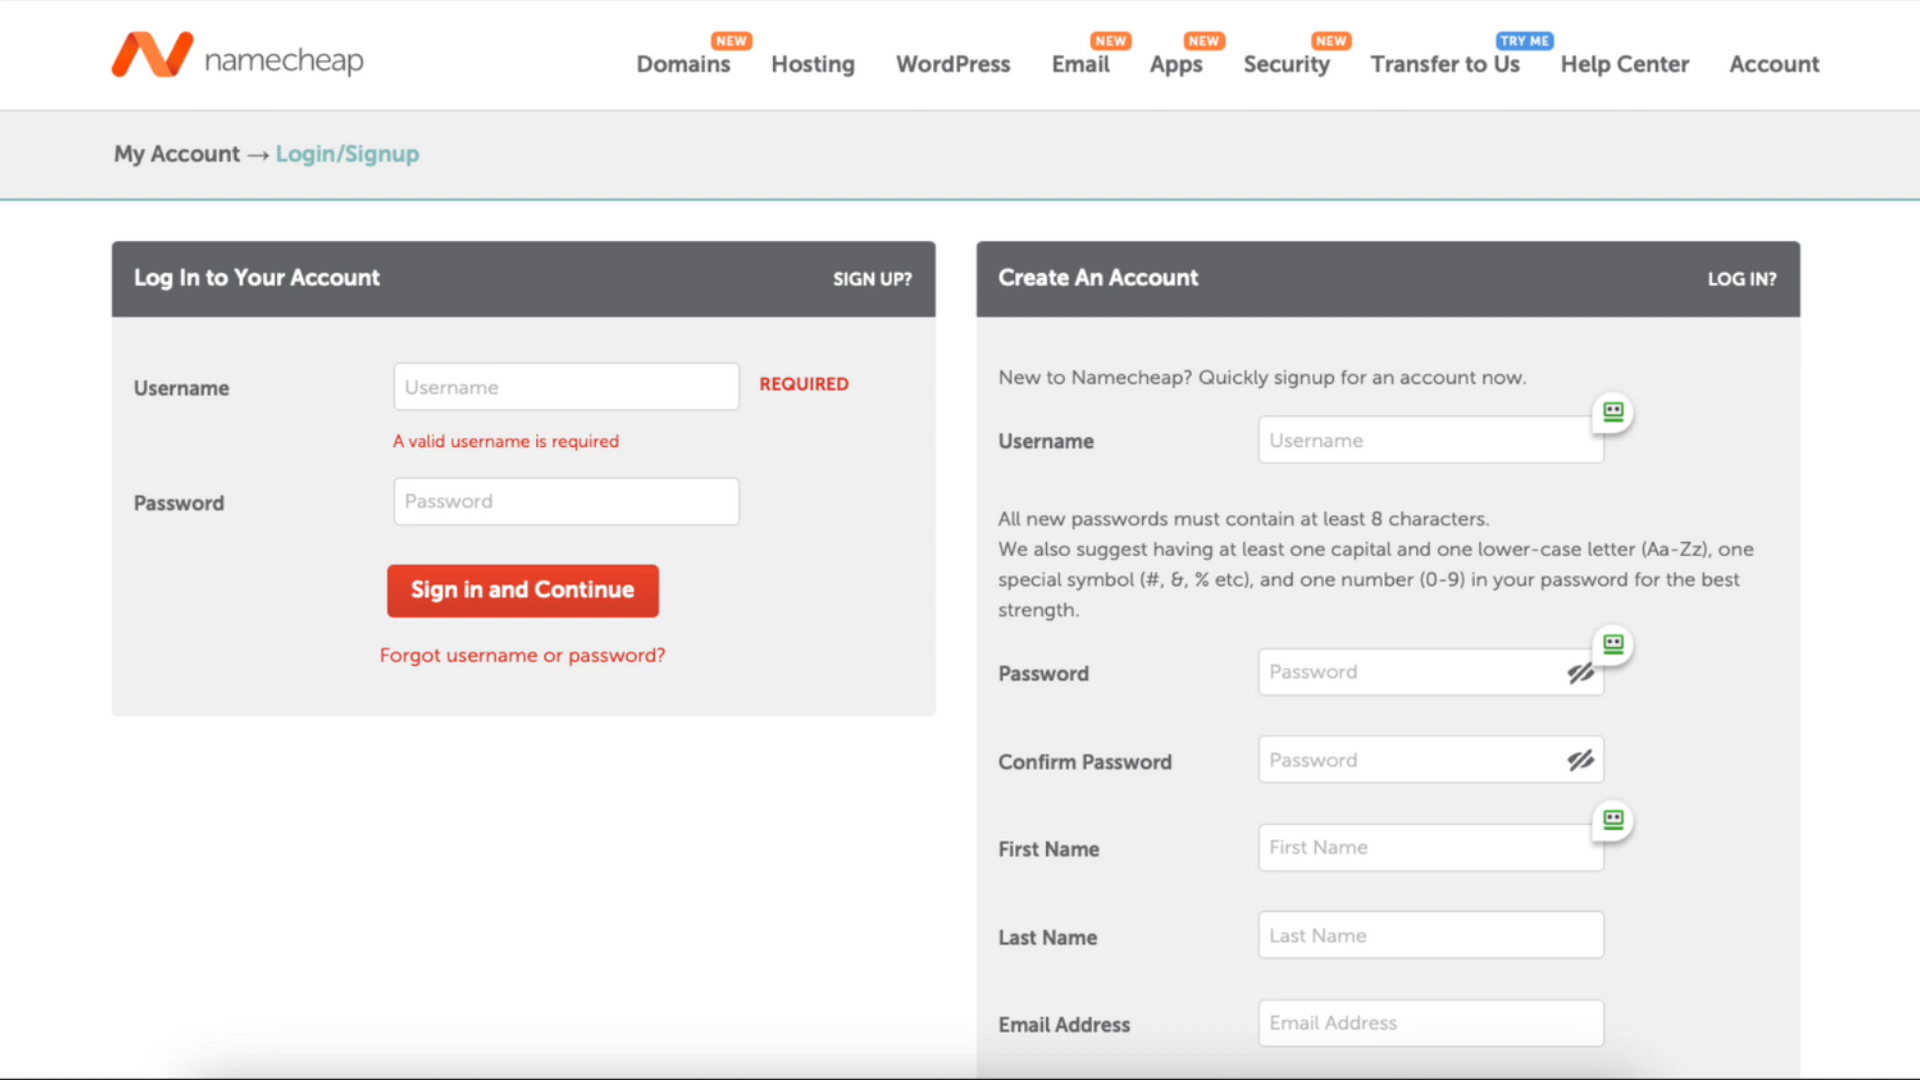 namecheap
NEW NEW NEW NEW TRY ME
Domains Hosting WordPress Email Apps Security Transfer to Us Help Center Account
My Account → Login/Signup
Log In to Your Account SIGN UP?
Username Username REQUIRED
A valid username is required
Password Password
Sign in and Continue
Forgot username or password?
Create An Account LOG IN?
New to Namecheap? Quickly signup for an account now.
Username Username
All new passwords must contain at least 8 characters.
We also suggest having at least one capital and one lower-case letter (Aa-Zz), one
special symbol (#, &, % etc), and one number (0-9) in your password for the best
strength.
Password Password
Confirm Password Password
First Name First Name
Last Name Last Name
Email Address Email Address